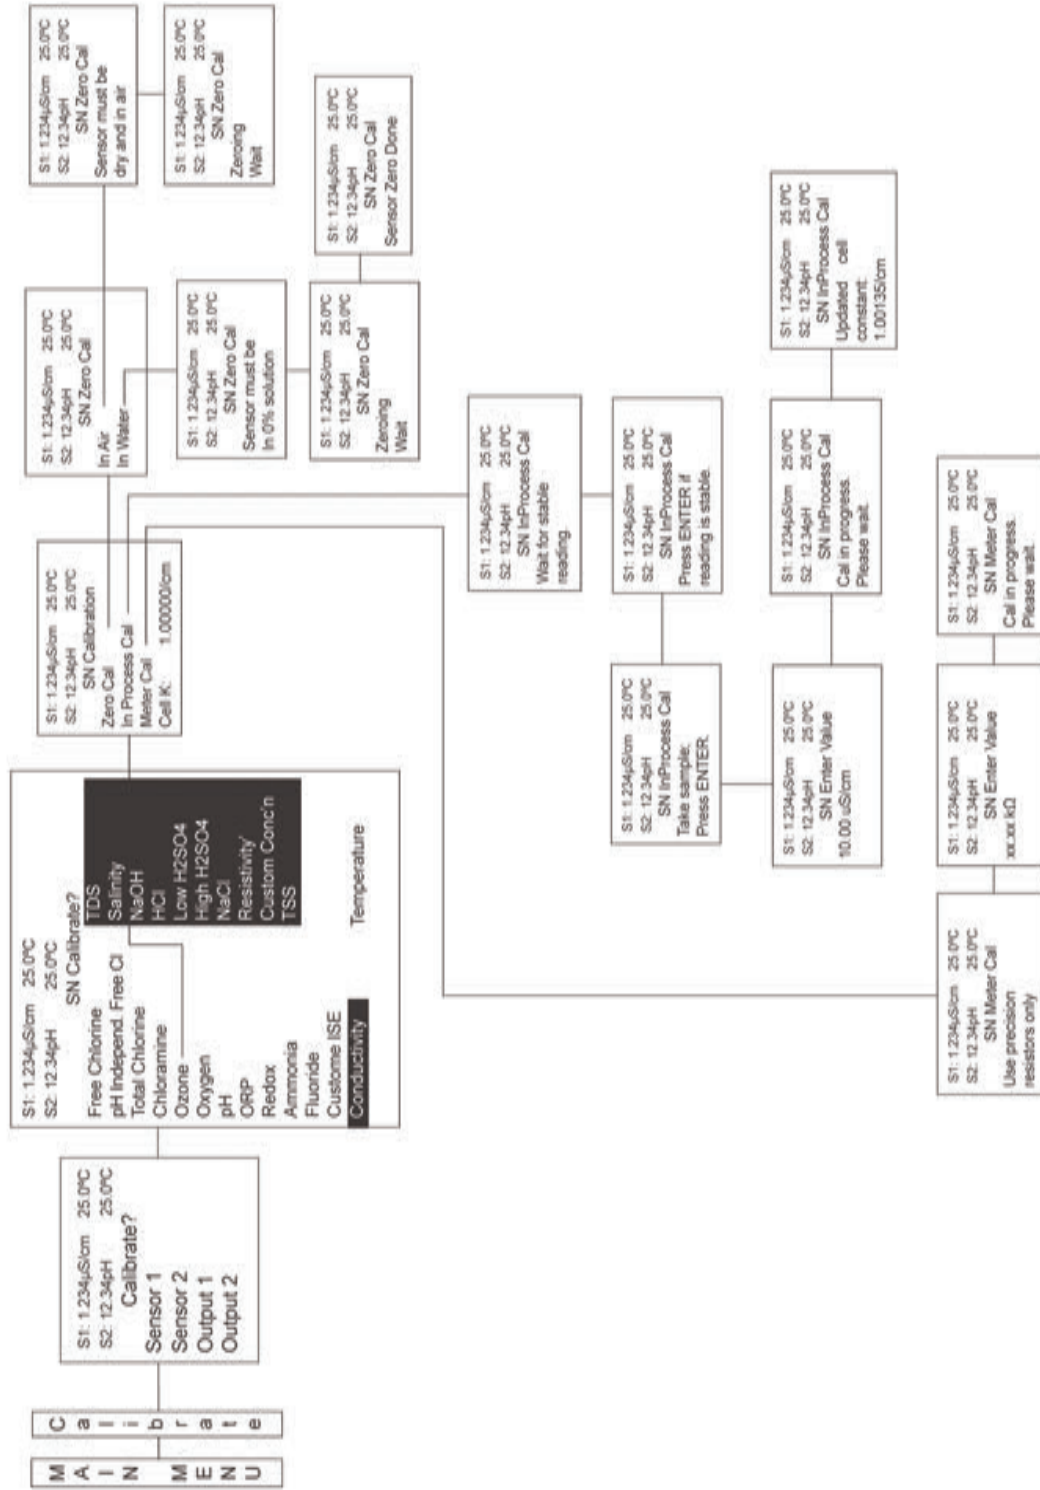 MAIN MENU
Calibrate
S1: 1.234µS/cm 25.0ºC
S2: 12.34pH 25.0ºC
Calibrate?
Sensor 1
Sensor 2
Output 1
Output 2
S1: 1.234µS/cm 25.0ºC
S2: 12.34pH 25.0ºC
SN Calibrate?
Free Chlorine
pH Independ. Free Cl
Total Chlorine
Chloramine
Ozone
Oxygen
pH
ORP
Redox
Ammonia
Fluoride
Custome ISE
Conductivity
TDS
Salinity
NaOH
HCl
Low H2SO4
High H2SO4
NaCl
Resistivity'
Custom Conc'n
TSS
Temperature
S1: 1.234µS/cm 25.0ºC
S2: 12.34pH 25.0ºC
SN Calibration
Zero Cal
In Process Cal
Meter Cal
Cell K: 1.00000/cm
S1: 1.234µS/cm 25.0ºC
S2: 12.34pH 25.0ºC
SN Zero Cal
In Air
In Water
S1: 1.234µS/cm 25.0ºC
S2: 12.34pH 25.0ºC
SN Zero Cal
Sensor must be
dry and in air
S1: 1.234µS/cm 25.0ºC
S2: 12.34pH 25.0ºC
SN Zero Cal
Zeroing
Wait
S1: 1.234µS/cm 25.0ºC
S2: 12.34pH 25.0ºC
SN Zero Cal
Sensor must be
In 0% solution
S1: 1.234µS/cm 25.0ºC
S2: 12.34pH 25.0ºC
SN Zero Cal
Zeroing
Wait
S1: 1.234µS/cm 25.0ºC
S2: 12.34pH 25.0ºC
SN Zero Cal
Sensor Zero Done
S1: 1.234µS/cm 25.0ºC
S2: 12.34pH 25.0ºC
SN InProcess Cal
Wait for stable
reading.
S1: 1.234µS/cm 25.0ºC
S2: 12.34pH 25.0ºC
SN InProcess Cal
Press ENTER if
reading is stable.
S1: 1.234µS/cm 25.0ºC
S2: 12.34pH 25.0ºC
SN InProcess Cal
Take sample;
Press ENTER.
S1: 1.234µS/cm 25.0ºC
S2: 12.34pH 25.0ºC
SN Enter Value
10.00 uS/cm
S1: 1.234µS/cm 25.0ºC
S2: 12.34pH 25.0ºC
SN InProcess Cal
Cal in progress.
Please wait.
S1: 1.234µS/cm 25.0ºC
S2: 12.34pH 25.0ºC
SN InProcess Cal
Updated cell
constant:
1.00135/cm
S1: 1.234µS/cm 25.0ºC
S2: 12.34pH 25.0ºC
SN Meter Cal
Use precision
resistors only
S1: 1.234µS/cm 25.0ºC
S2: 12.34pH 25.0ºC
SN Enter Value
xx.xx kΩ
S1: 1.234µS/cm 25.0ºC
S2: 12.34pH 25.0ºC
SN Meter Cal
Cal in progress.
Please wait.